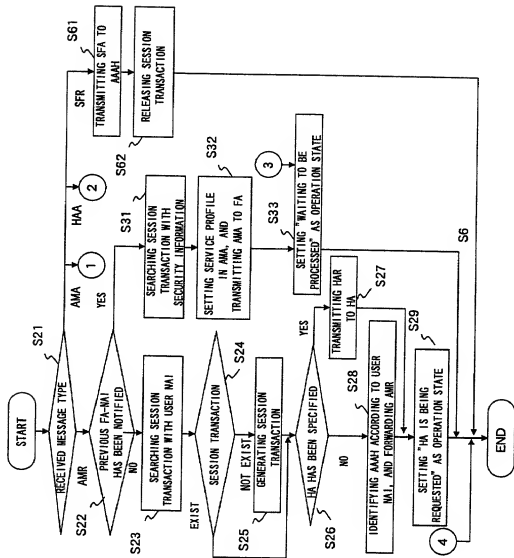 START
S21
RECEIVED MESSAGE TYPE
AMR
AMA
HAA
SFR
1
2
S61
TRANSMITTING SFA TO
AAAH
S62
RELEASING SESSION
TRANSACTION
S22
PREVIOUS FA-NAI
HAS BEEN NOTIFIED
YES
NO
S31
SEARCHING SESSION
TRANSACTION WITH
SECURITY INFORMATION
S32
SETTING SERVICE PROFILE
IN AMA, AND
TRANSMITTING AMA TO FA
3
S33
SETTING "WAITING TO BE
PROCESSED" AS OPERATION
STATE
S23
SEARCHING SESSION
TRANSACTION WITH USER NAI
S24
SESSION TRANSACTION
EXIST
NOT EXIST
S25
GENERATING SESSION
TRANSACTION
S26
HA HAS BEEN SPECIFIED
YES
NO
S27
TRANSMITTING HAR
TO HA
S28
IDENTIFYING AAAH ACCORDING TO USER
NAI, AND FORWARDING AMR
S29
SETTING "HA IS BEING
REQUESTED" AS OPERATION STATE
S6
4
END